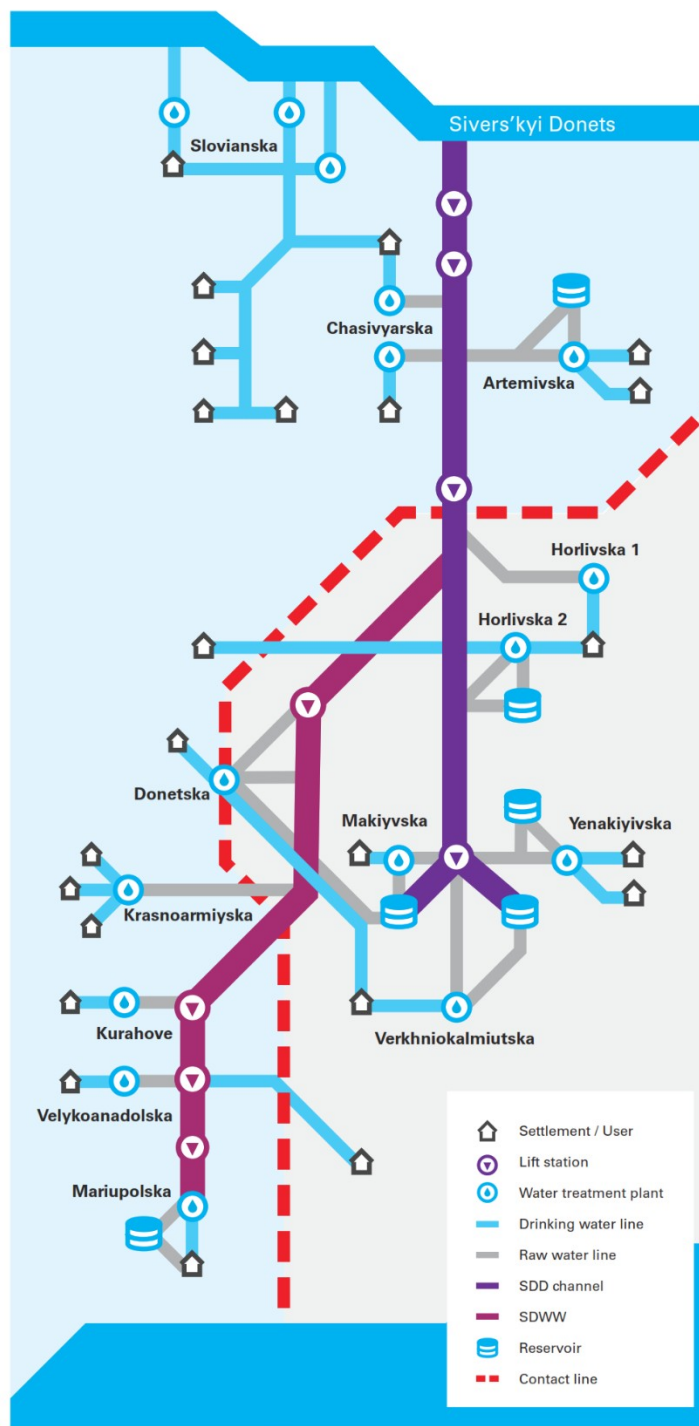 Sivers'kyi Donets
Slovianska
Chasivyarska
Artemivska
Horlivska 1
Horlivska 2
Donetska
Makiyvska
Yenakiyivska
Krasnoarmiyska
Kurahove
Verkhniokalmiutska
Velykoanadolska
Mariupolska
Settlement / User
Lift station
Water treatment plant
Drinking water line
Raw water line
SDD channel
SDWW
Reservoir
Contact line